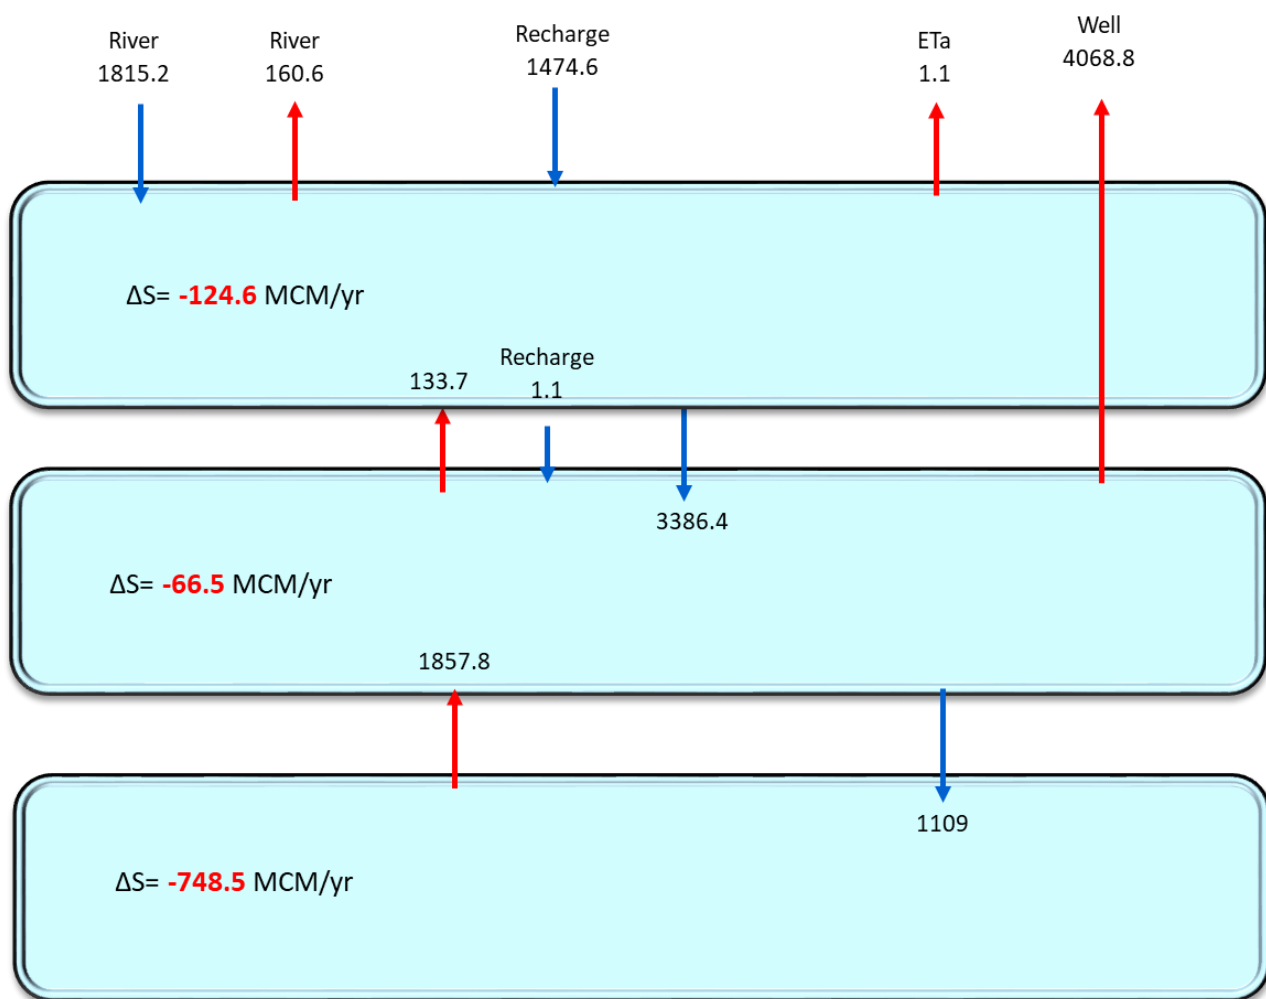 River
1815.2
River
160.6
Recharge
1474.6
ETa
1.1
Well
4068.8
ΔS= -124.6 MCM/yr
133.7
Recharge
1.1
3386.4
ΔS= -66.5 MCM/yr
1857.8
1109
ΔS= -748.5 MCM/yr